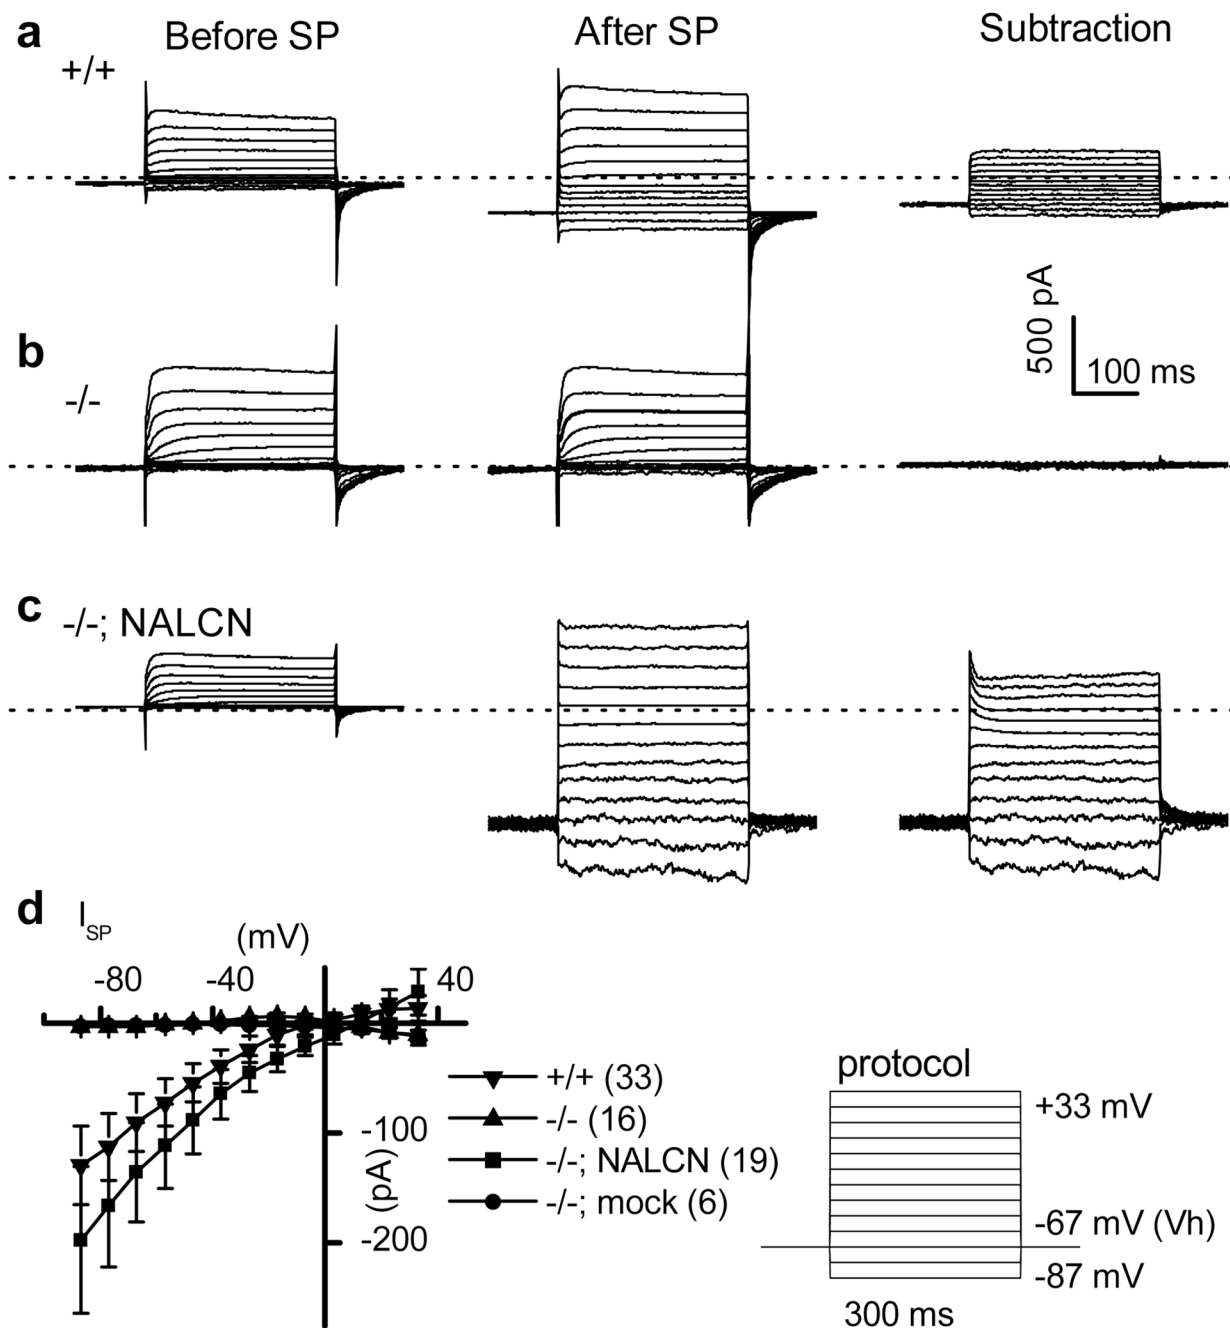 a
Before SP
After SP
Subtraction
+/+
500 pA
100 ms
b
-/-
c
-/-; NALCN
d
I_SP
(mV)
-80
-40
40
-100
(pA)
-200
+/+ (33)
-/- (16)
-/-; NALCN (19)
-/-; mock (6)
protocol
+33 mV
-67 mV (Vh)
-87 mV
300 ms